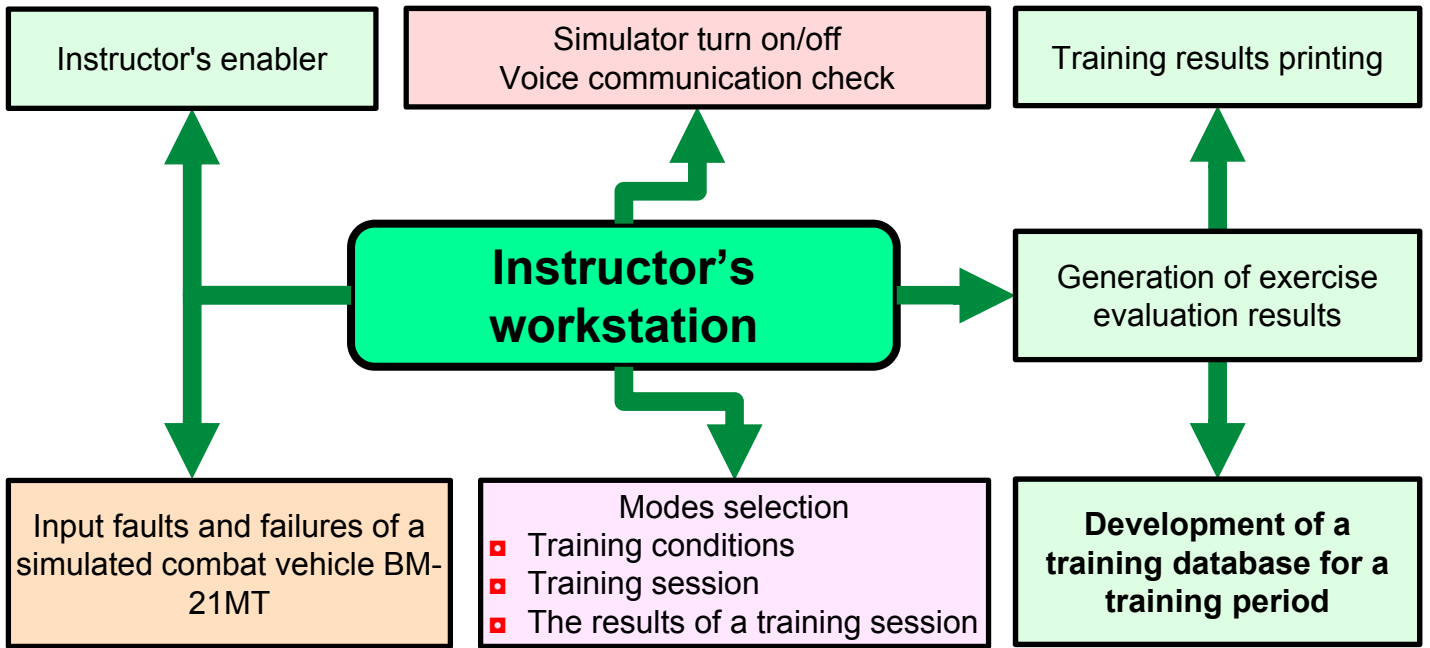 Instructor's enabler
Simulator turn on/off
Voice communication check
Training results printing
Instructor’s
workstation
Generation of exercise
evaluation results
Input faults and failures of a
simulated combat vehicle BM-
21MT
Modes selection
Training conditions
Training session
The results of a training session
Development of a
training database for a
training period